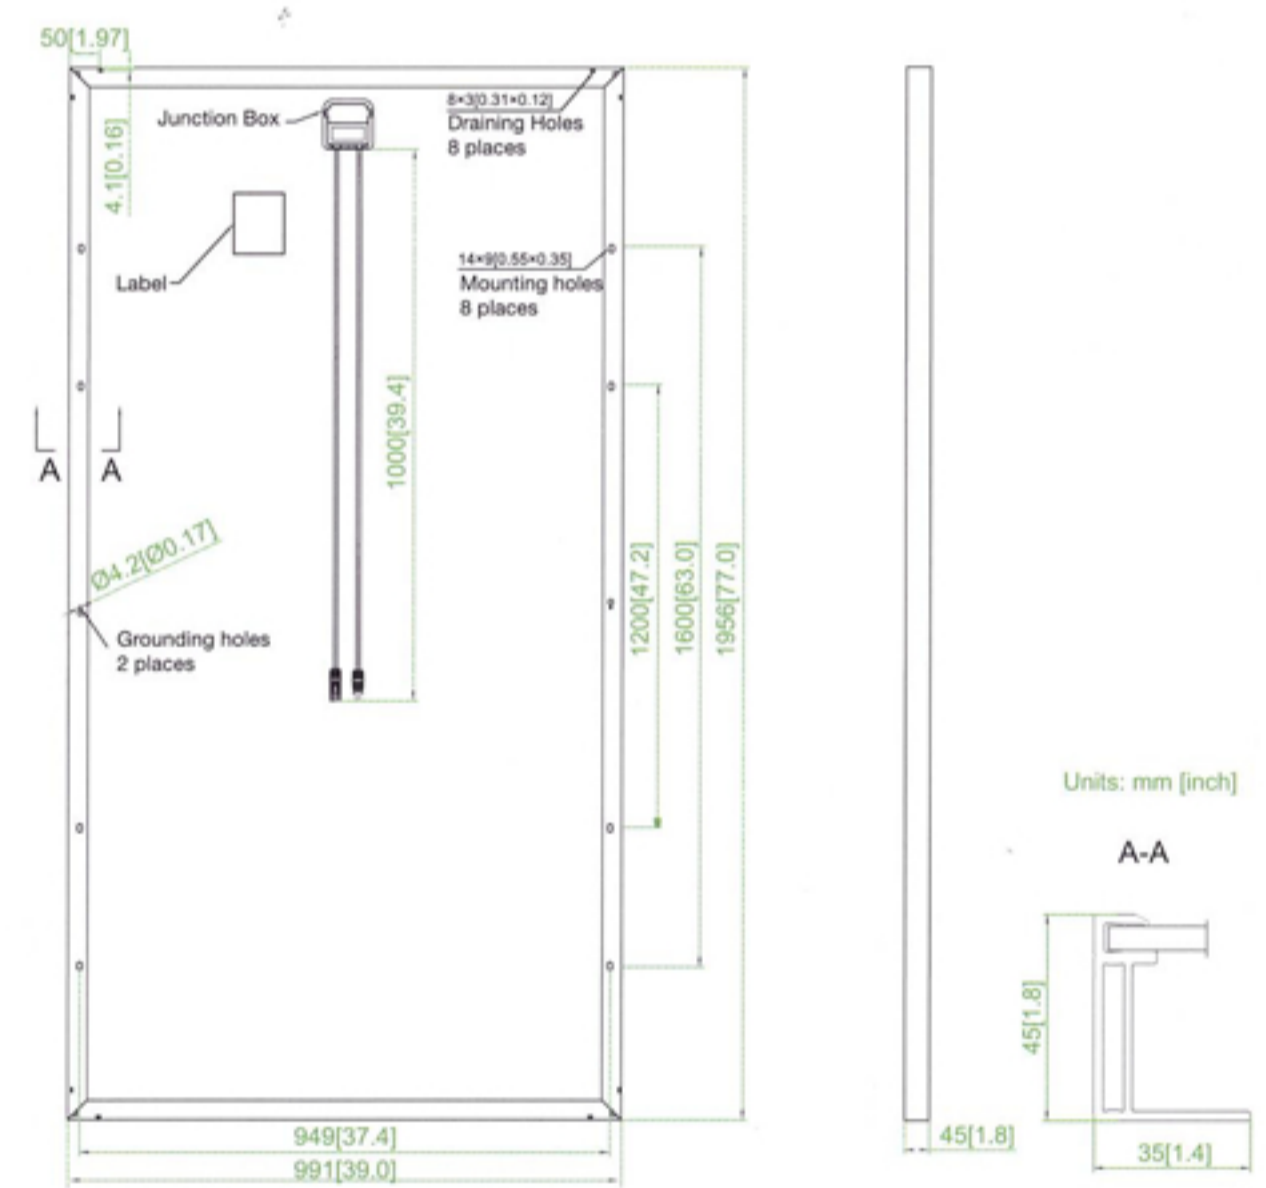 50[1.97]
4.1[0.16]
Junction Box
8×3[0.31×0.12]
Draining Holes
8 places
Label
14×9[0.55×0.35]
Mounting holes
8 places
1000[39.4]
A A
Ø4.2[Ø0.17]
Grounding holes
2 places
1200[47.2]
1600[63.0]
1956[77.0]
Units: mm [inch]
A-A
45[1.8]
35[1.4]
949[37.4]
991[39.0]
45[1.8]